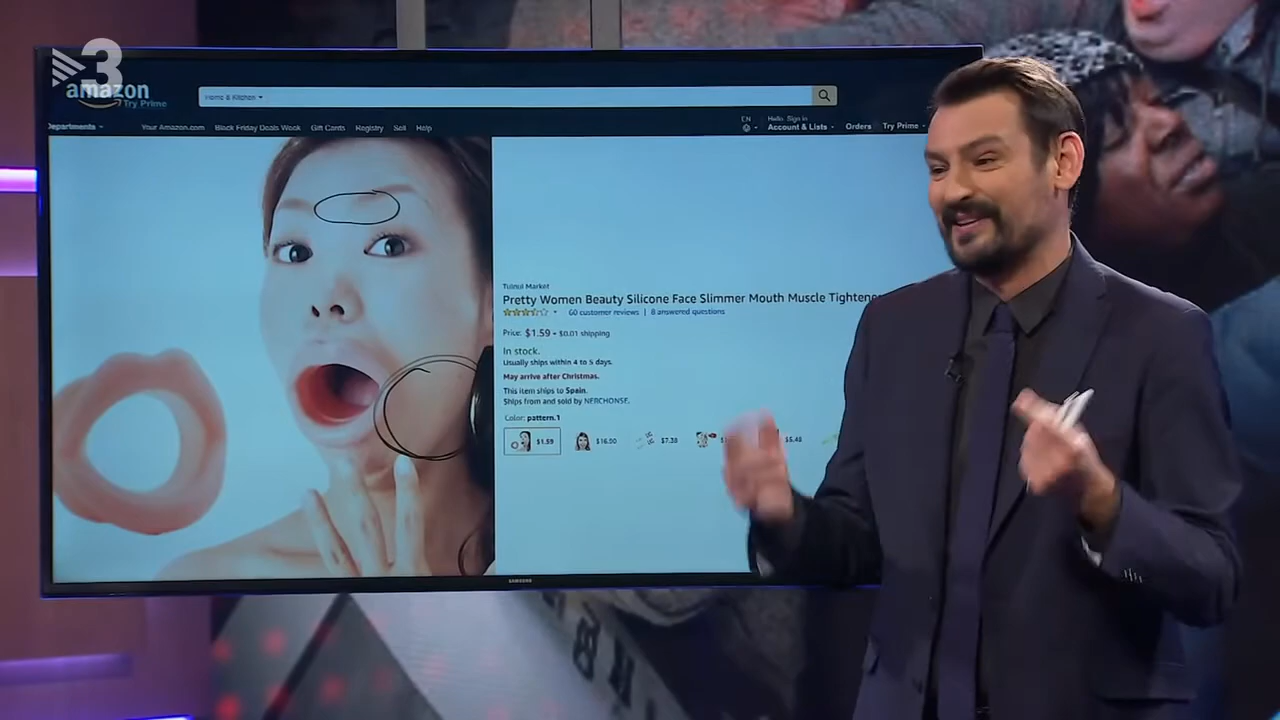 3
amazon
Try Prime
Home & Kitchen
Departments
Your Amazon.com Black Friday Deals Week Gift Cards Registry Sell Help
EN
Hello. Sign in
Account & Lists Orders Try Prime
Tulnui Market
Pretty Women Beauty Silicone Face Slimmer Mouth Muscle Tightener
60 customer reviews | 8 answered questions
Price: $1.59 + $0.01 shipping
In stock.
Usually ships within 4 to 5 days.
May arrive after Christmas.
This item ships to Spain.
Ships from and sold by NERCHONSE.
Color: pattern.1
$1.59 $16.90 $7.38 $5.48
SAMSUNG